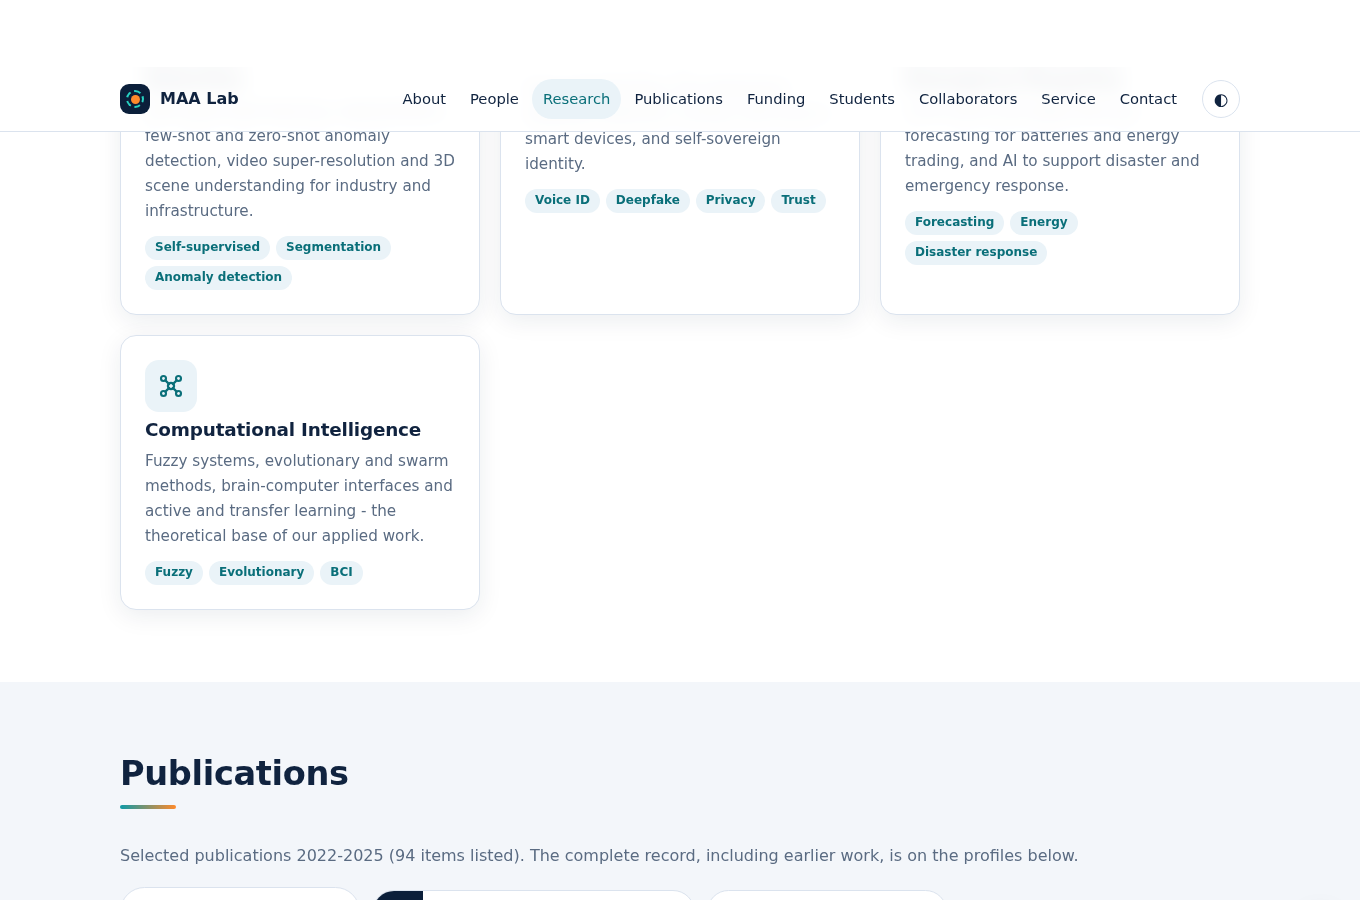 MAA Lab
About People Research Publications Funding Students Collaborators Service Contact
few-shot and zero-shot anomaly
detection, video super-resolution and 3D
scene understanding for industry and
infrastructure.
Self-supervised Segmentation
Anomaly detection
smart devices, and self-sovereign
identity.
Voice ID Deepfake Privacy Trust
forecasting for batteries and energy
trading, and AI to support disaster and
emergency response.
Forecasting Energy
Disaster response
Computational Intelligence
Fuzzy systems, evolutionary and swarm
methods, brain-computer interfaces and
active and transfer learning - the
theoretical base of our applied work.
Fuzzy Evolutionary BCI
Publications
Selected publications 2022-2025 (94 items listed). The complete record, including earlier work, is on the profiles below.